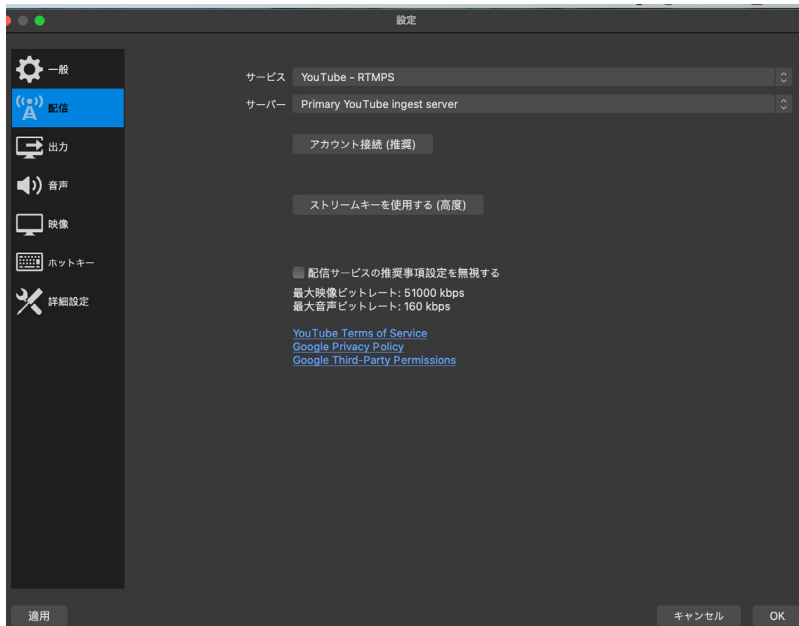 設定
一般
配信
出力
音声
映像
ホットキー
詳細設定
サービス YouTube - RTMPS
サーバー Primary YouTube ingest server
アカウント接続 (推奨)
ストリームキーを使用する (高度)
配信サービスの推奨事項設定を無視する
最大映像ビットレート: 51000 kbps
最大音声ビットレート: 160 kbps
YouTube Terms of Service
Google Privacy Policy
Google Third-Party Permissions
適用
キャンセル
OK